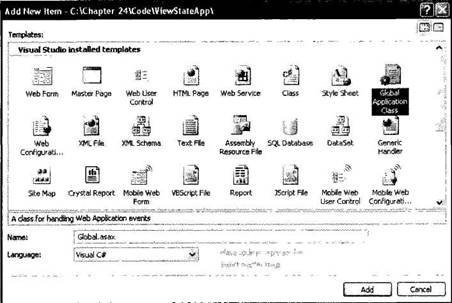 Add New Item - C:\Chapter 24\Code\ViewStateApp\
Templates:
Visual Studio installed templates
Web Form
Master Page
Web User Control
HTML Page
Web Service
Class
Style Sheet
Global Application Class
Web Configurati...
XML File
XML Schema
Text File
Assembly Resource File
SQL Database
DataSet
Generic Handler
Site Map
Crystal Report
Mobile Web Form
VBScript File
Report
JScript File
Mobile Web User Control
Mobile Web Configurati...
A class for handling Web Application events
Name:
Global.asax
Language:
Visual C#
Add
Cancel